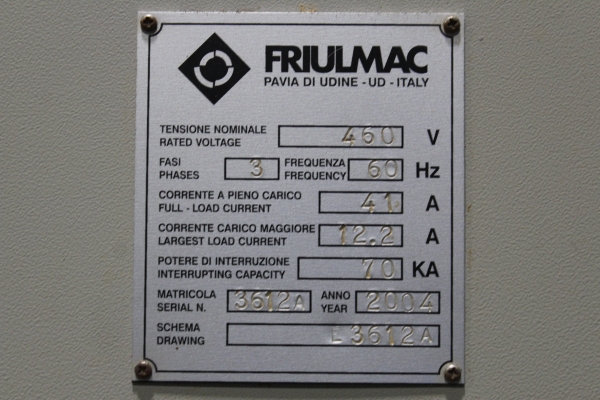 FRIULMAC
PAVIA DI UDINE - UD - ITALY
TENSIONE NOMINALE
RATED VOLTAGE 460 V
FASI
PHASES 3 FREQUENZA
FREQUENCY 60 Hz
CORRENTE A PIENO CARICO
FULL - LOAD CURRENT 41 A
CORRENTE CARICO MAGGIORE
LARGEST LOAD CURRENT 12.2 A
POTERE DI INTERRUZIONE
INTERRUPTING CAPACITY 70 KA
MATRICOLA
SERIAL N. 3612A ANNO
YEAR 2004
SCHEMA
DRAWING L3612A